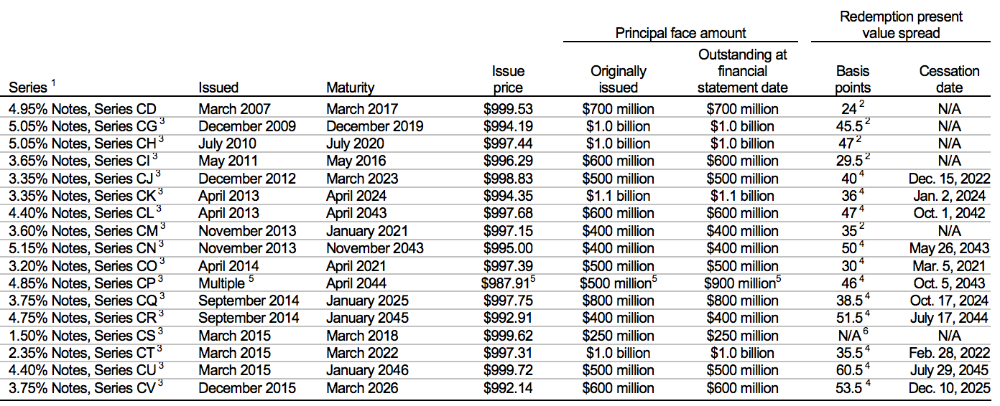 Redemption present
Principal face amount value spread
Outstanding at
Issue Originally financial Basis Cessation
Series 1 Issued Maturity price issued statement date points date
4.95% Notes, Series CD March 2007 March 2017 $999.53 $700 million $700 million 24 2 N/A
5.05% Notes, Series CG 3 December 2009 December 2019 $994.19 $1.0 billion $1.0 billion 45.5 2 N/A
5.05% Notes, Series CH 3 July 2010 July 2020 $997.44 $1.0 billion $1.0 billion 47 2 N/A
3.65% Notes, Series CI 3 May 2011 May 2016 $996.29 $600 million $600 million 29.5 2 N/A
3.35% Notes, Series CJ 3 December 2012 March 2023 $998.83 $500 million $500 million 40 4 Dec. 15, 2022
3.35% Notes, Series CK 3 April 2013 April 2024 $994.35 $1.1 billion $1.1 billion 36 4 Jan. 2, 2024
4.40% Notes, Series CL 3 April 2013 April 2043 $997.68 $600 million $600 million 47 4 Oct. 1, 2042
3.60% Notes, Series CM 3 November 2013 January 2021 $997.15 $400 million $400 million 35 2 N/A
5.15% Notes, Series CN 3 November 2013 November 2043 $995.00 $400 million $400 million 50 4 May 26, 2043
3.20% Notes, Series CO 3 April 2014 April 2021 $997.39 $500 million $500 million 30 4 Mar. 5, 2021
4.85% Notes, Series CP 3 Multiple 5 April 2044 $987.91 5 $500 million 5 $900 million 5 46 4 Oct. 5, 2043
3.75% Notes, Series CQ 3 September 2014 January 2025 $997.75 $800 million $800 million 38.5 4 Oct. 17, 2024
4.75% Notes, Series CR 3 September 2014 January 2045 $992.91 $400 million $400 million 51.5 4 July 17, 2044
1.50% Notes, Series CS 3 March 2015 March 2018 $999.62 $250 million $250 million N/A 6 N/A
2.35% Notes, Series CT 3 March 2015 March 2022 $997.31 $1.0 billion $1.0 billion 35.5 4 Feb. 28, 2022
4.40% Notes, Series CU 3 March 2015 January 2046 $999.72 $500 million $500 million 60.5 4 July 29, 2045
3.75% Notes, Series CV 3 December 2015 March 2026 $992.14 $600 million $600 million 53.5 4 Dec. 10, 2025